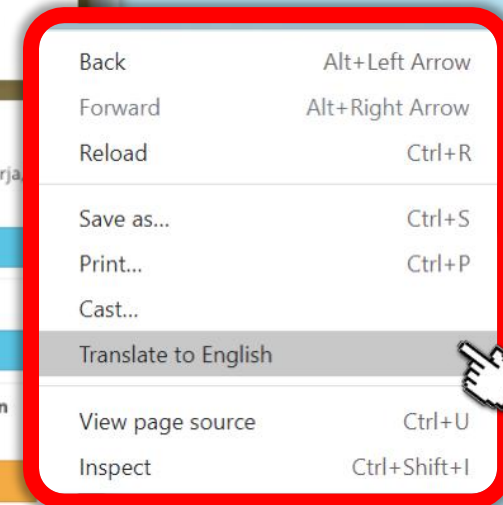 Back Alt+Left Arrow
Forward Alt+Right Arrow
Reload Ctrl+R
rja,
Save as... Ctrl+S
Print... Ctrl+P
Cast...
Translate to English
n
View page source Ctrl+U
Inspect Ctrl+Shift+I